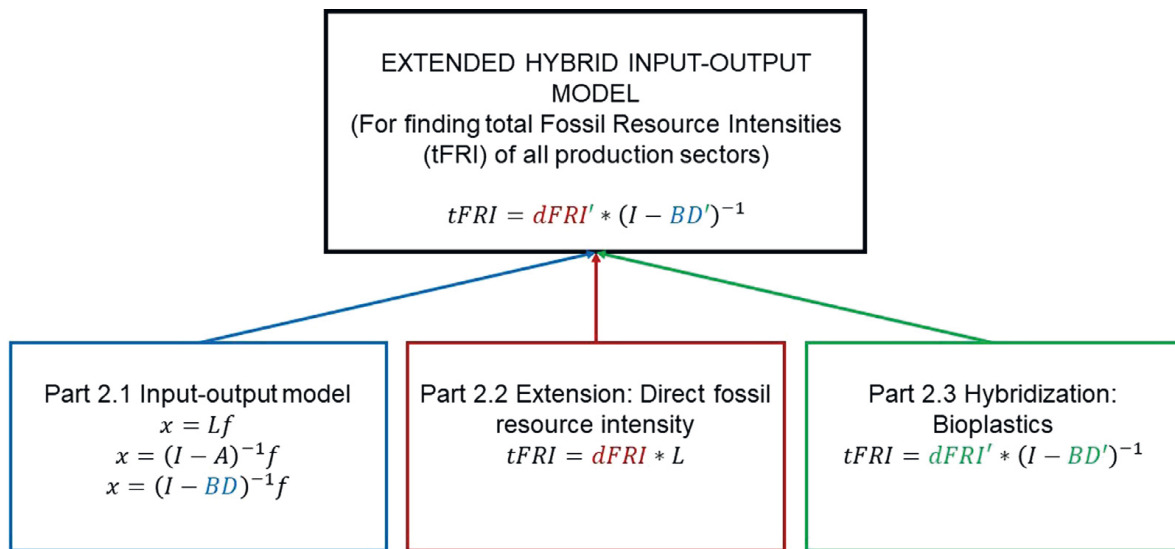 EXTENDED HYBRID INPUT-OUTPUT
MODEL
(For finding total Fossil Resource Intensities
(tFRI) of all production sectors)
tFRI = dFRI′ * (I − BD′)⁻¹
Part 2.1 Input-output model
x = Lf
x = (I − A)⁻¹f
x = (I − BD)⁻¹f
Part 2.2 Extension: Direct fossil
resource intensity
tFRI = dFRI * L
Part 2.3 Hybridization:
Bioplastics
tFRI = dFRI′ * (I − BD′)⁻¹